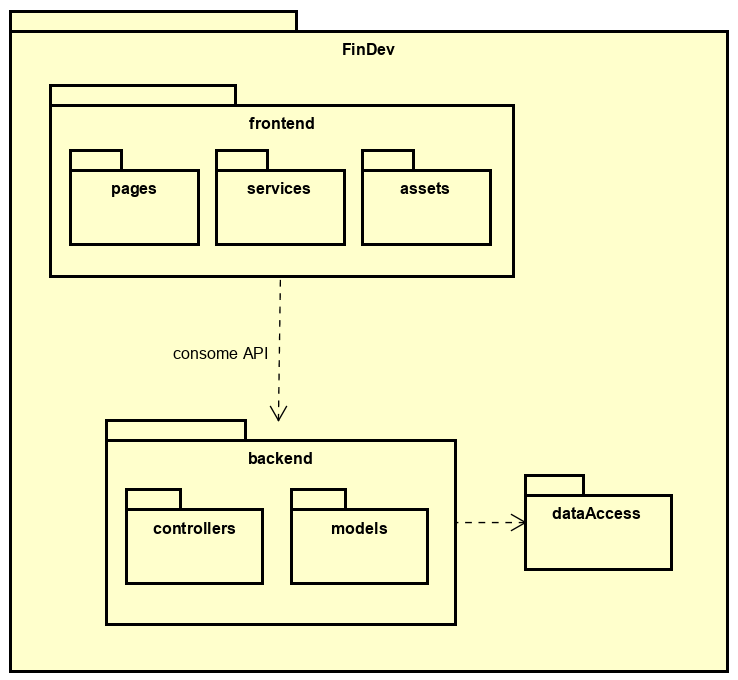 FinDev
frontend
pages
services
assets
consome API
backend
controllers
models
dataAccess